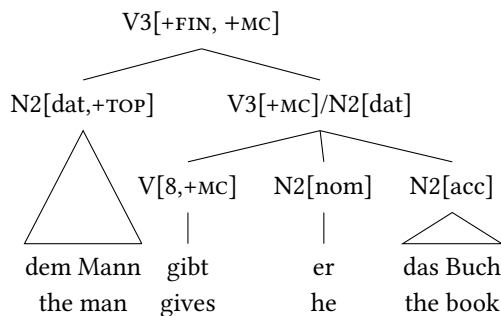 V3[+FIN, +MC]
N2[dat,+TOP] V3[+MC]/N2[dat]
V[8,+MC] N2[nom] N2[acc]
dem Mann gibt er das Buch
the man gives he the book